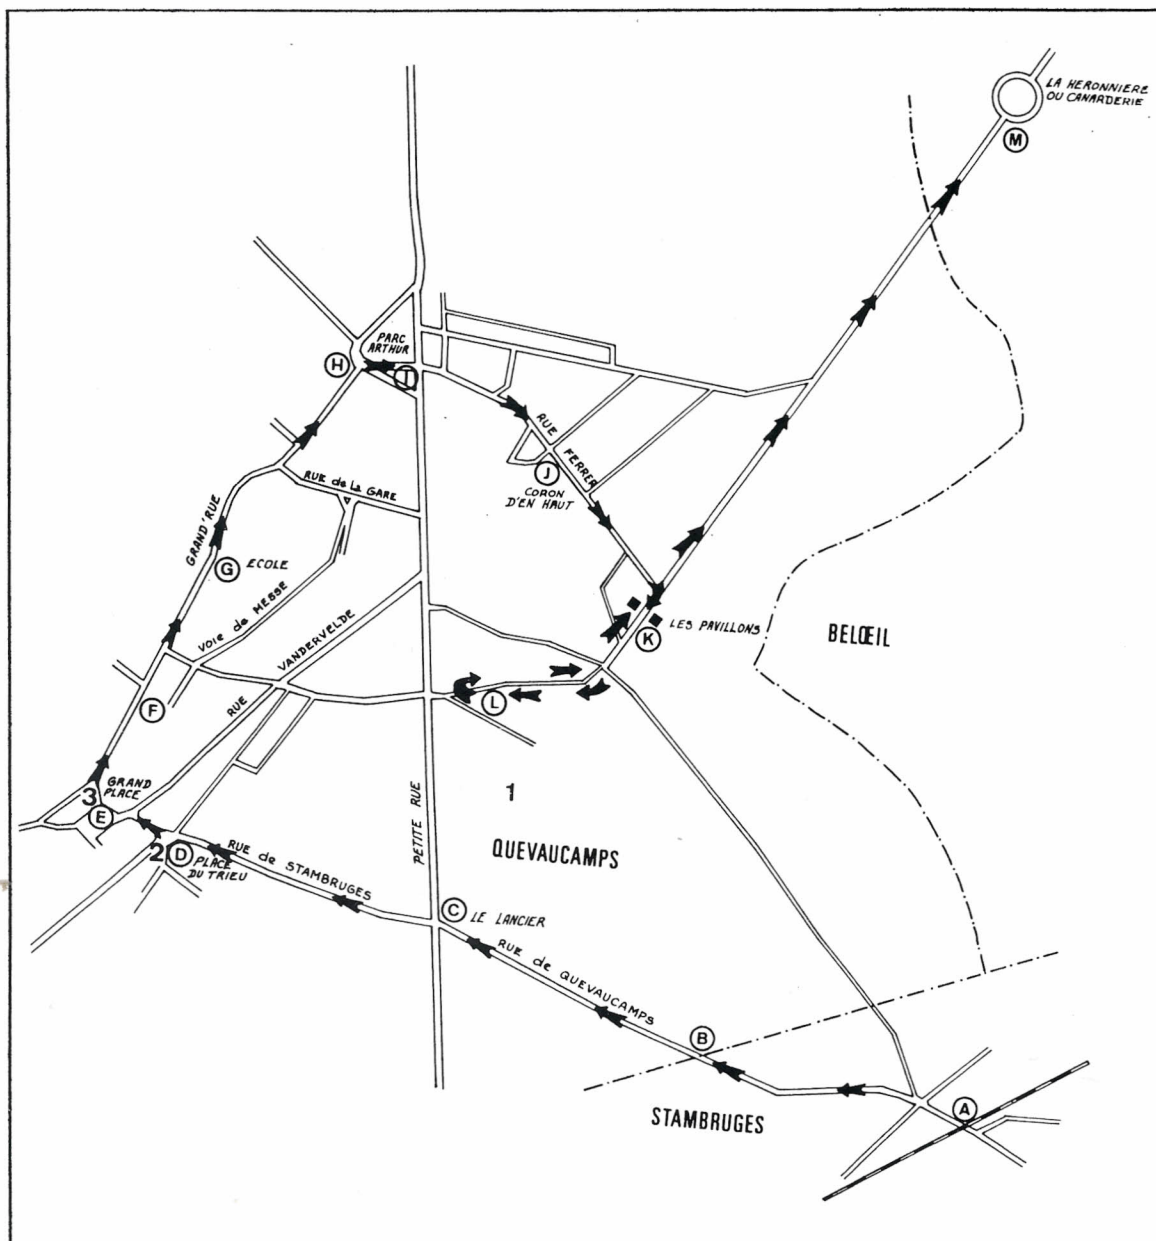 LA HERONNIERE
OU CANARDERIE
M
PARC
ARTHUR
H
I
RUE FERRER
J
CORON
D'EN HAUT
RUE de La GARE
GRAND'RUE
G ECOLE
VOIE de MESSE
RUE VANDERVELDE
LES PAVILLONS
K
BELŒIL
L
F
GRAND
PLACE
3
E
1
PETITE RUE
QUEVAUCAMPS
2 D PLACE
DU TRIEU
RUE de STAMBRUGES
C LE LANCIER
RUE de QUEVAUCAMPS
B
STAMBRUGES
A